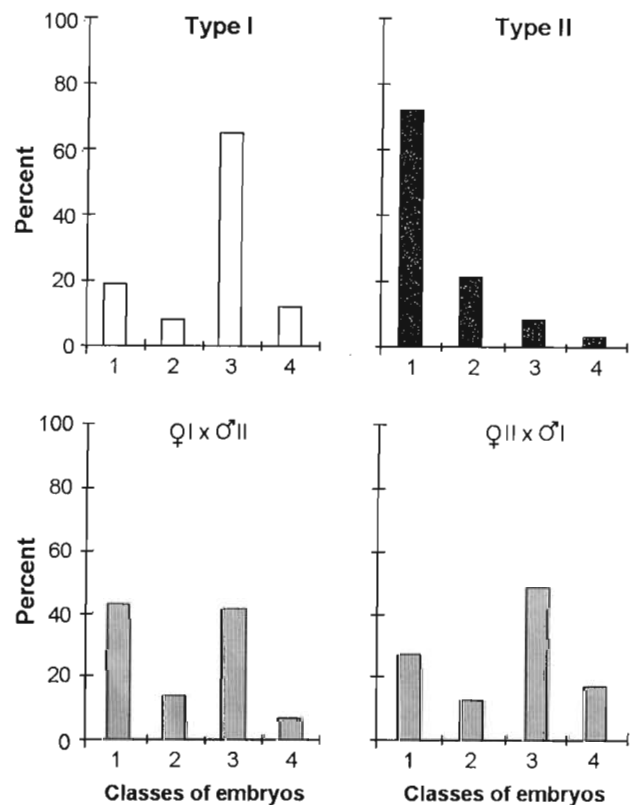 Type I
Type II
Percent
100
80
60
40
20
0
1 2 3 4
1 2 3 4
♀I x ♂II
♀II x ♂I
Percent
100
80
60
40
20
0
1 2 3 4
1 2 3 4
Classes of embryos
Classes of embryos